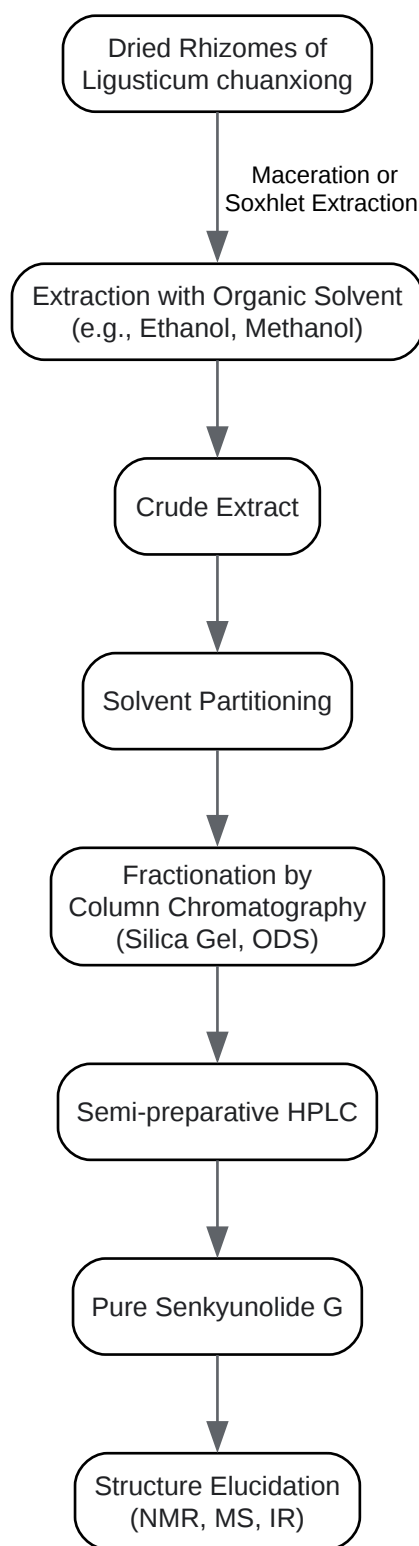 Dried Rhizomes of
Ligusticum chuanxiong
Maceration or
Soxhlet Extraction
Extraction with Organic Solvent
(e.g., Ethanol, Methanol)
Crude Extract
Solvent Partitioning
Fractionation by
Column Chromatography
(Silica Gel, ODS)
Semi-preparative HPLC
Pure Senkyunolide G
Structure Elucidation
(NMR, MS, IR)